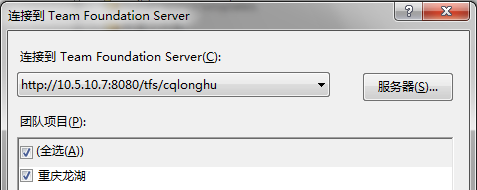 连接到 Team Foundation Server
连接到 Team Foundation Server(C):
http://10.5.10.7:8080/tfs/cqlonghu
服务器(S)...
团队项目(P):
(全选(A))
重庆龙湖